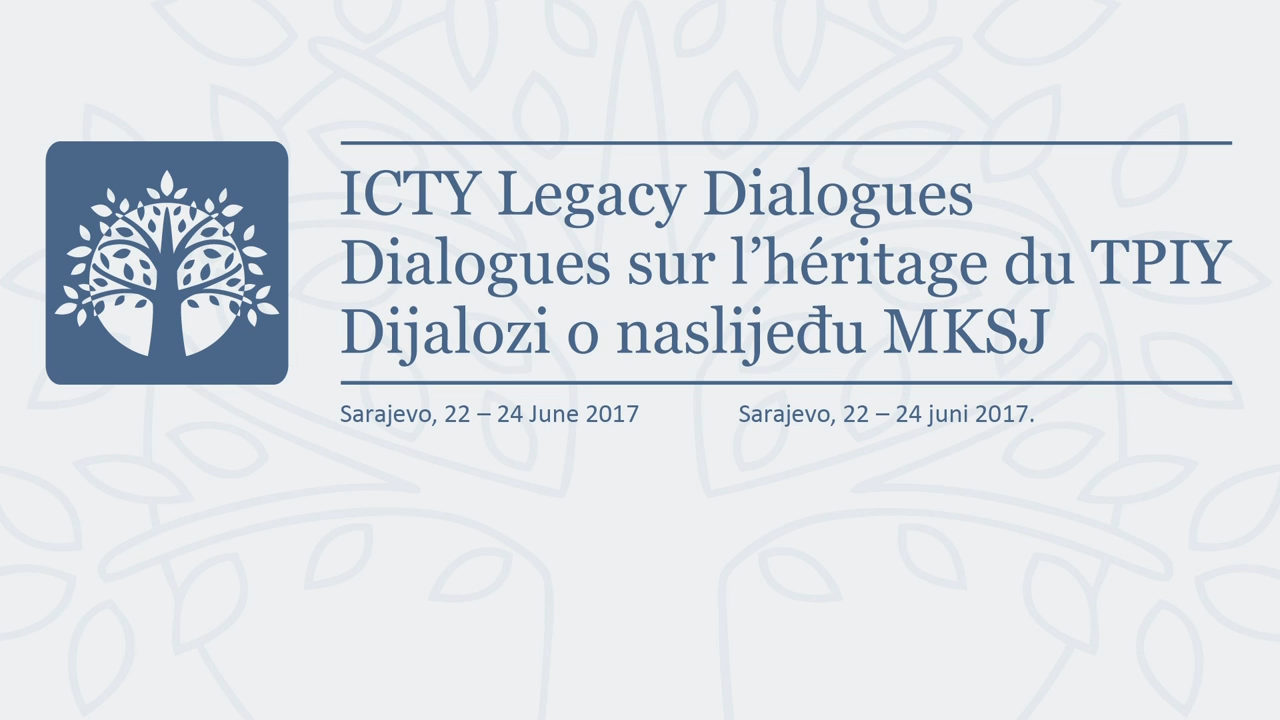 ICTY Legacy Dialogues
Dialogues sur l’héritage du TPIY
Dijalozi o naslijeđu MKSJ
Sarajevo, 22 – 24 June 2017
Sarajevo, 22 – 24 juni 2017.